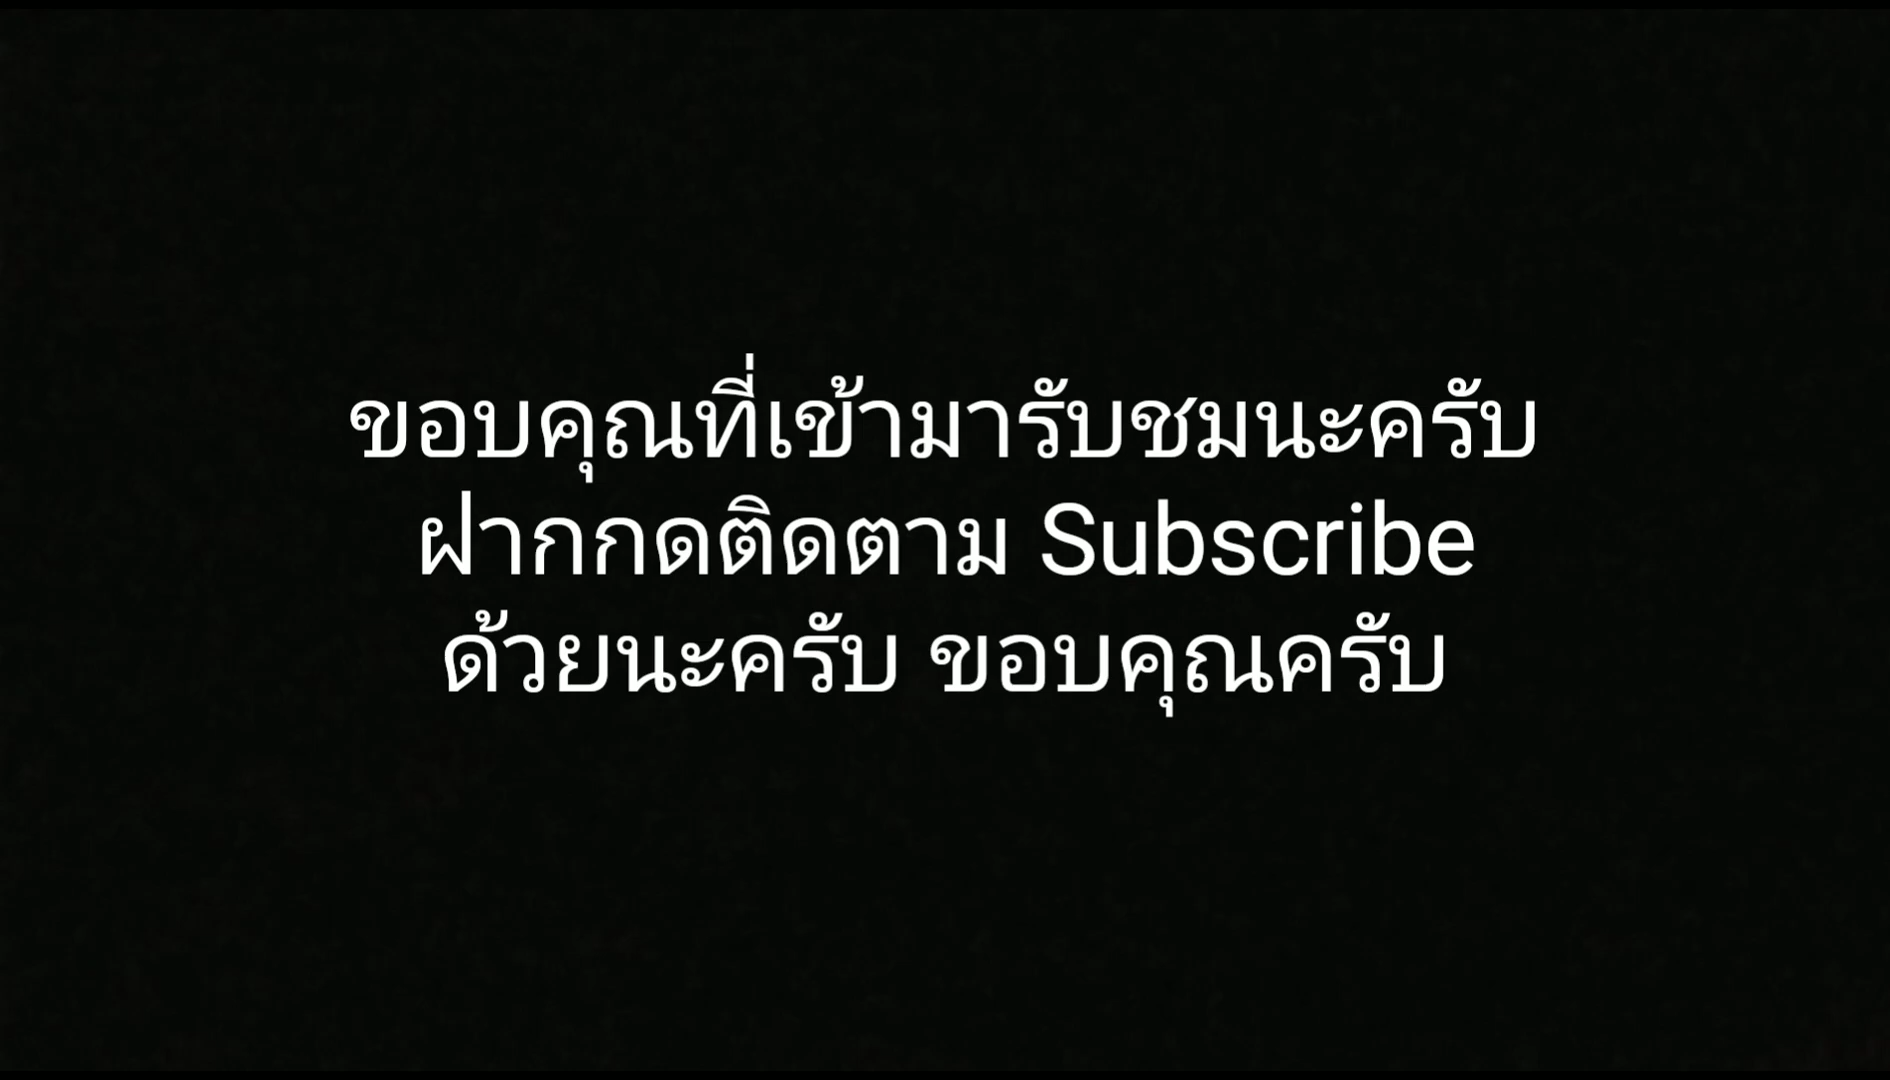 ขอบคุณที่เข้ามารับชมนะครับ
ฝากกดติดตาม Subscribe
ด้วยนะครับ ขอบคุณครับ